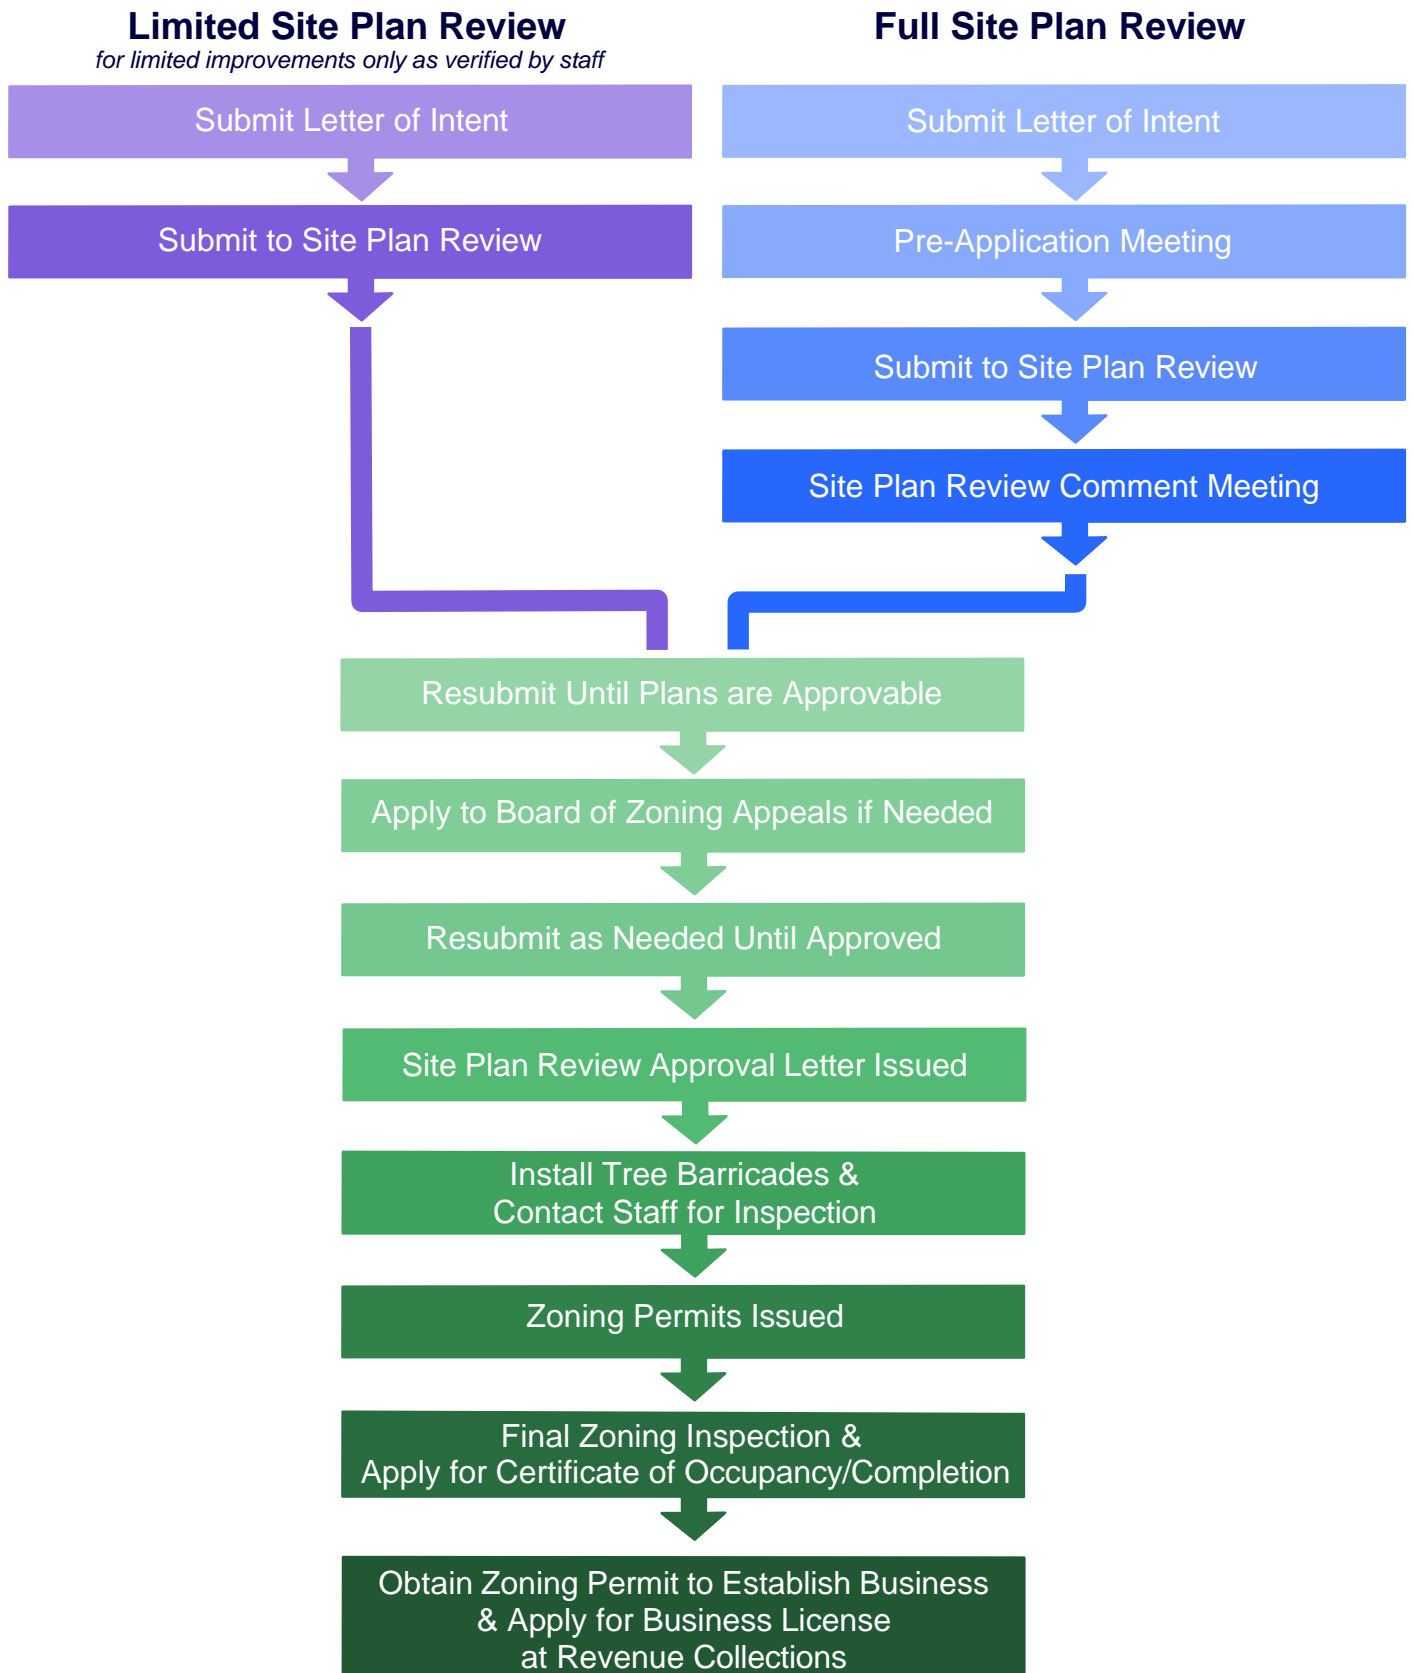 Limited Site Plan Review
for limited improvements only as verified by staff
Submit Letter of Intent
Submit to Site Plan Review
Full Site Plan Review
Submit Letter of Intent
Pre-Application Meeting
Submit to Site Plan Review
Site Plan Review Comment Meeting
Resubmit Until Plans are Approvable
Apply to Board of Zoning Appeals if Needed
Resubmit as Needed Until Approved
Site Plan Review Approval Letter Issued
Install Tree Barricades &
Contact Staff for Inspection
Zoning Permits Issued
Final Zoning Inspection &
Apply for Certificate of Occupancy/Completion
Obtain Zoning Permit to Establish Business
& Apply for Business License
at Revenue Collections